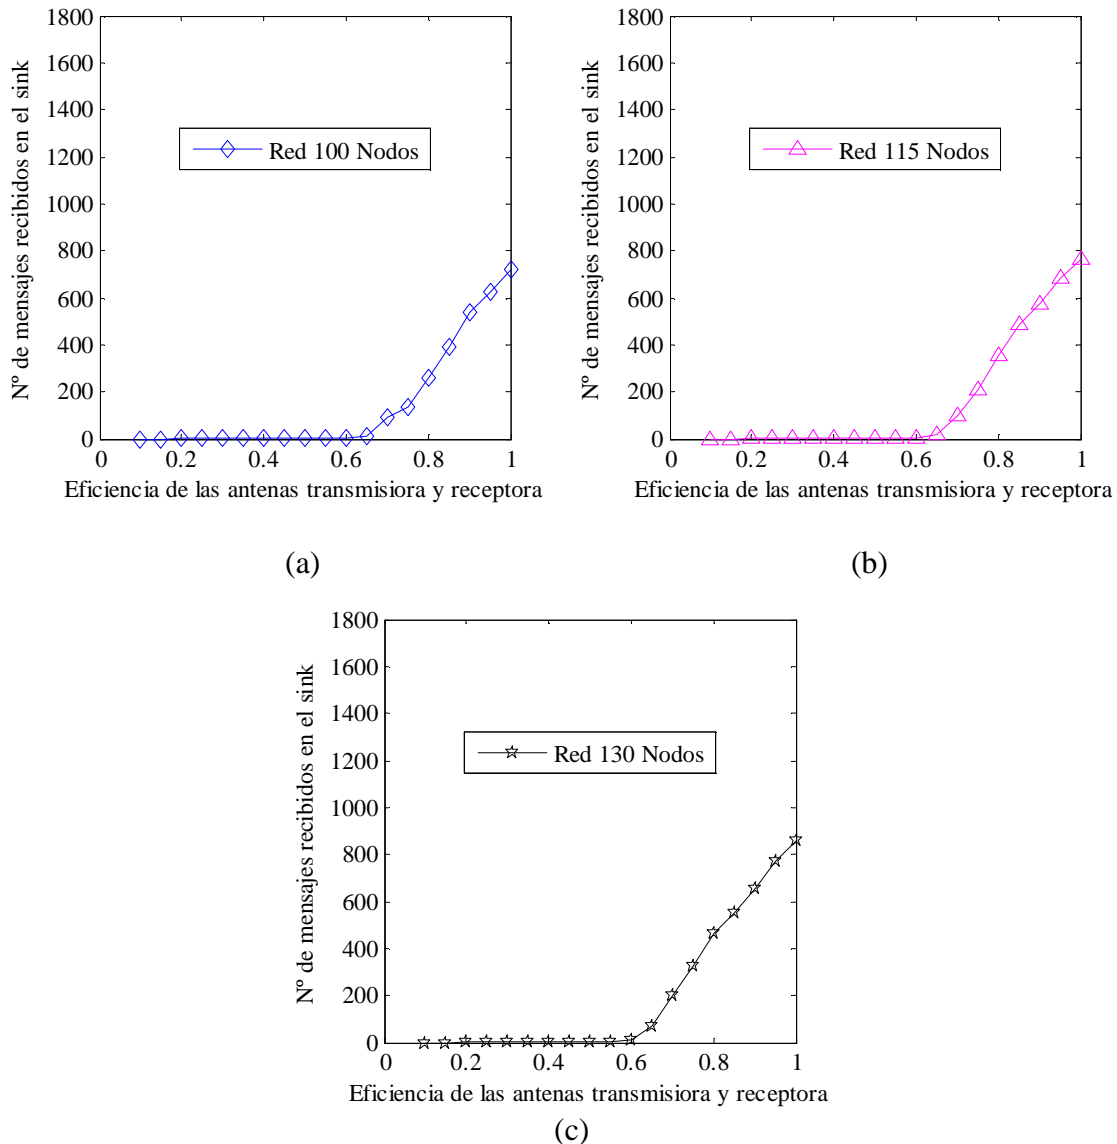 1800
1600
1400
1200
1000
800
600
400
200
0
Nº de mensajes recibidos en el sink
Red 100 Nodos
0 0.2 0.4 0.6 0.8 1
Eficiencia de las antenas transmisiora y receptora
(a)
1800
1600
1400
1200
1000
800
600
400
200
0
Nº de mensajes recibidos en el sink
Red 115 Nodos
0 0.2 0.4 0.6 0.8 1
Eficiencia de las antenas transmisiora y receptora
(b)
1800
1600
1400
1200
1000
800
600
400
200
0
Nº de mensajes recibidos en el sink
Red 130 Nodos
0 0.2 0.4 0.6 0.8 1
Eficiencia de las antenas transmisiora y receptora
(c)